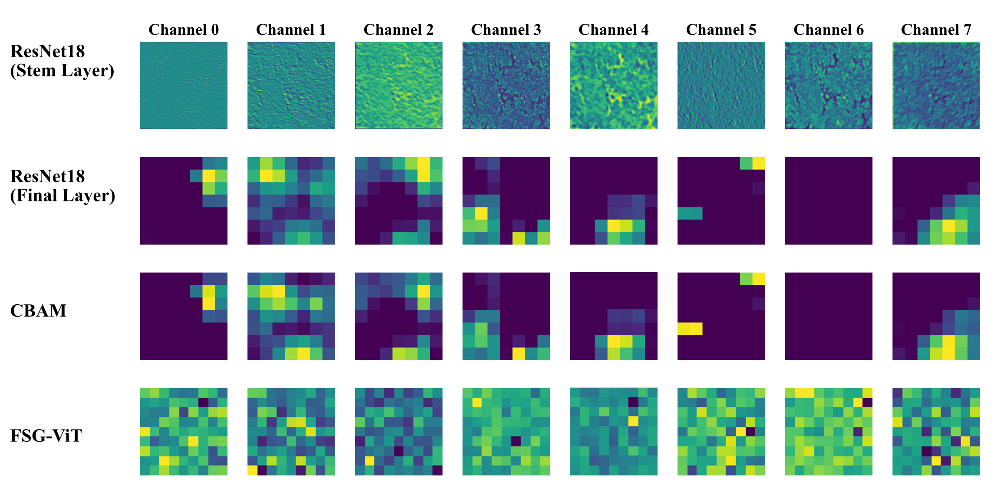 Channel 0
Channel 1
Channel 2
Channel 3
Channel 4
Channel 5
Channel 6
Channel 7
ResNet18
(Stem Layer)
ResNet18
(Final Layer)
CBAM
FSG-ViT